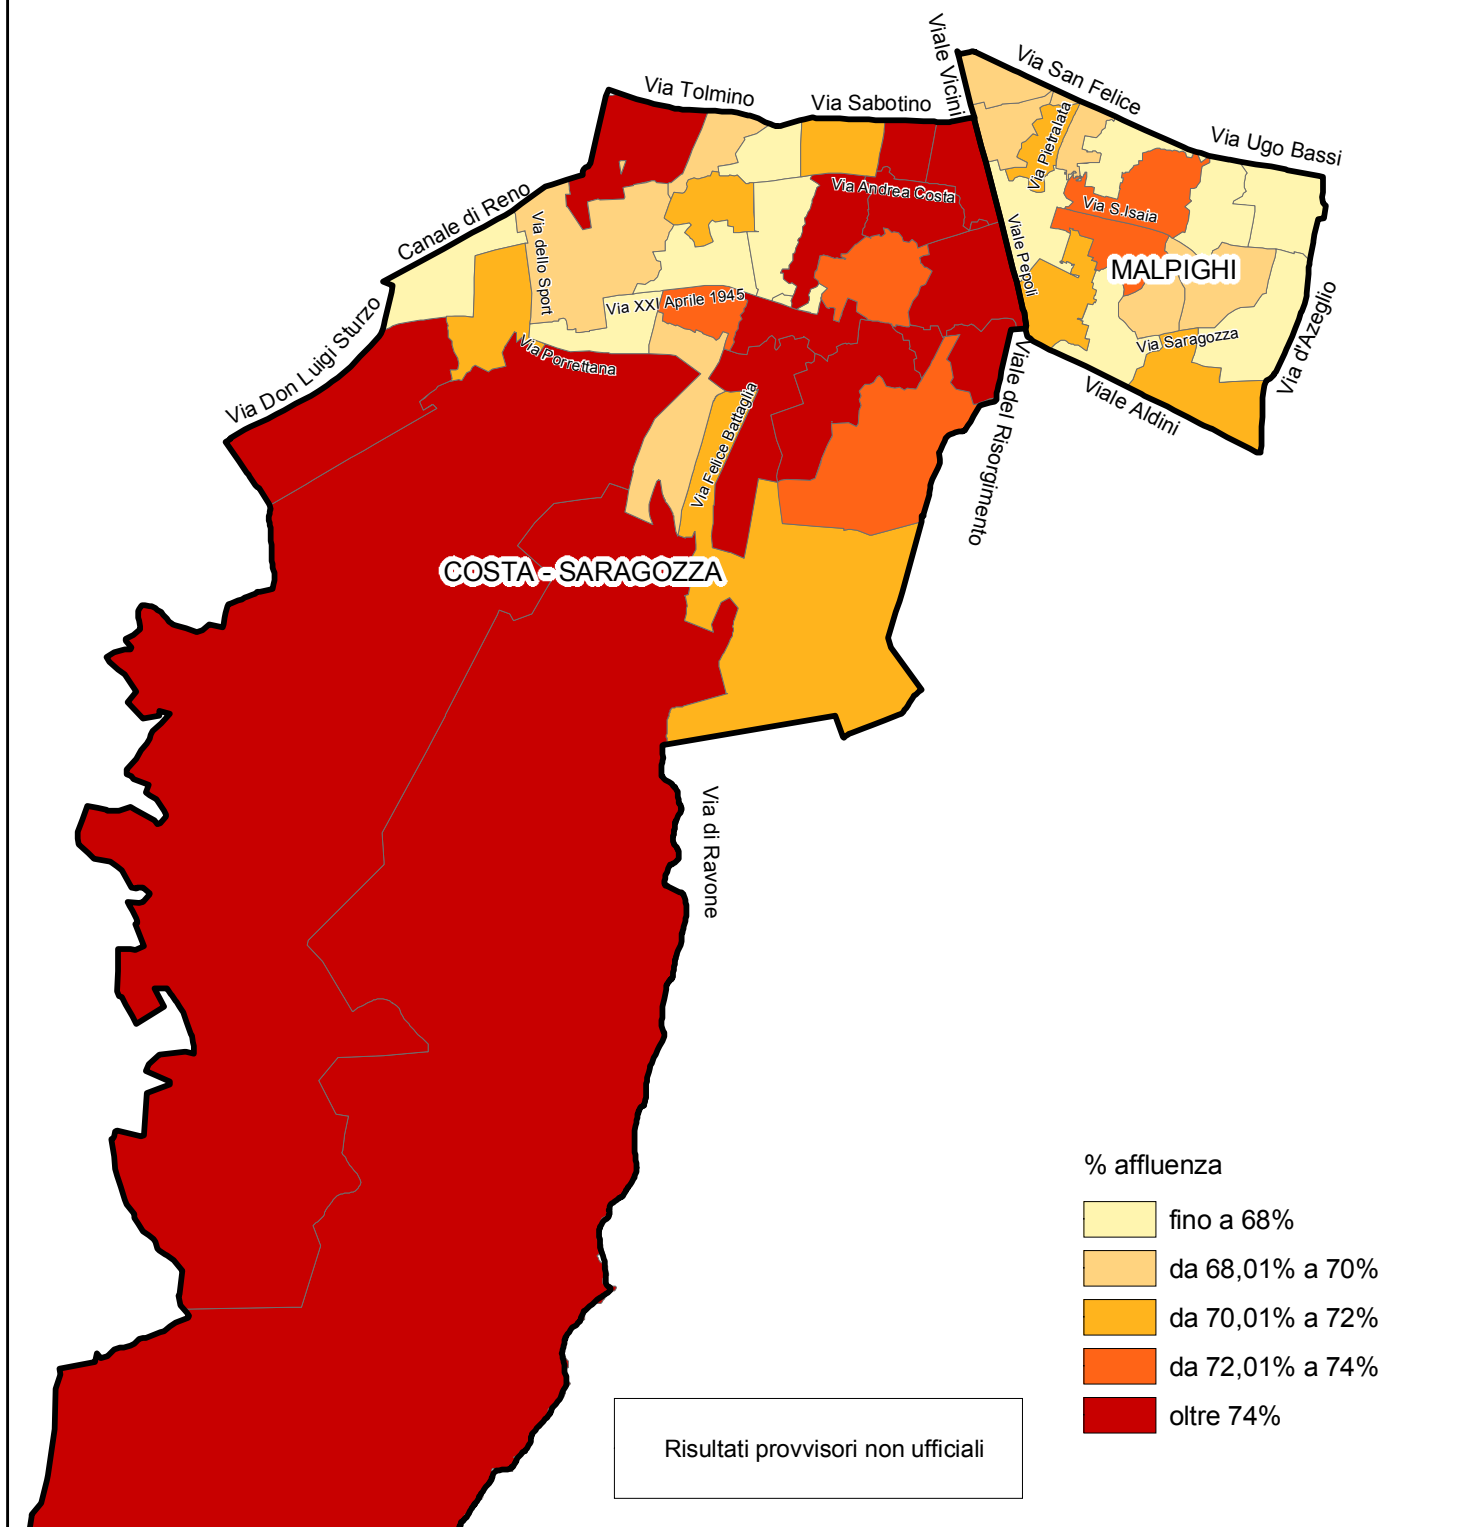 Viale Vicini
Via San Felice
Via Tolmino
Via Sabotino
Via Ugo Bassi
Via Pietralata
Via Andrea Costa
Canale di Reno
Via dello Sport
Via S.Isaia
Viale Pepoli
MALPIGHI
Via XXI Aprile 1945
Via Don Luigi Sturzo
Via Porrettana
Via Saragozza
Via d'Azeglio
Viale Aldini
Viale del Risorgimento
Via Felice Battaglia
COSTA - SARAGOZZA
Via di Ravone
% affluenza
fino a 68%
da 68,01% a 70%
da 70,01% a 72%
da 72,01% a 74%
oltre 74%
Risultati provvisori non ufficiali